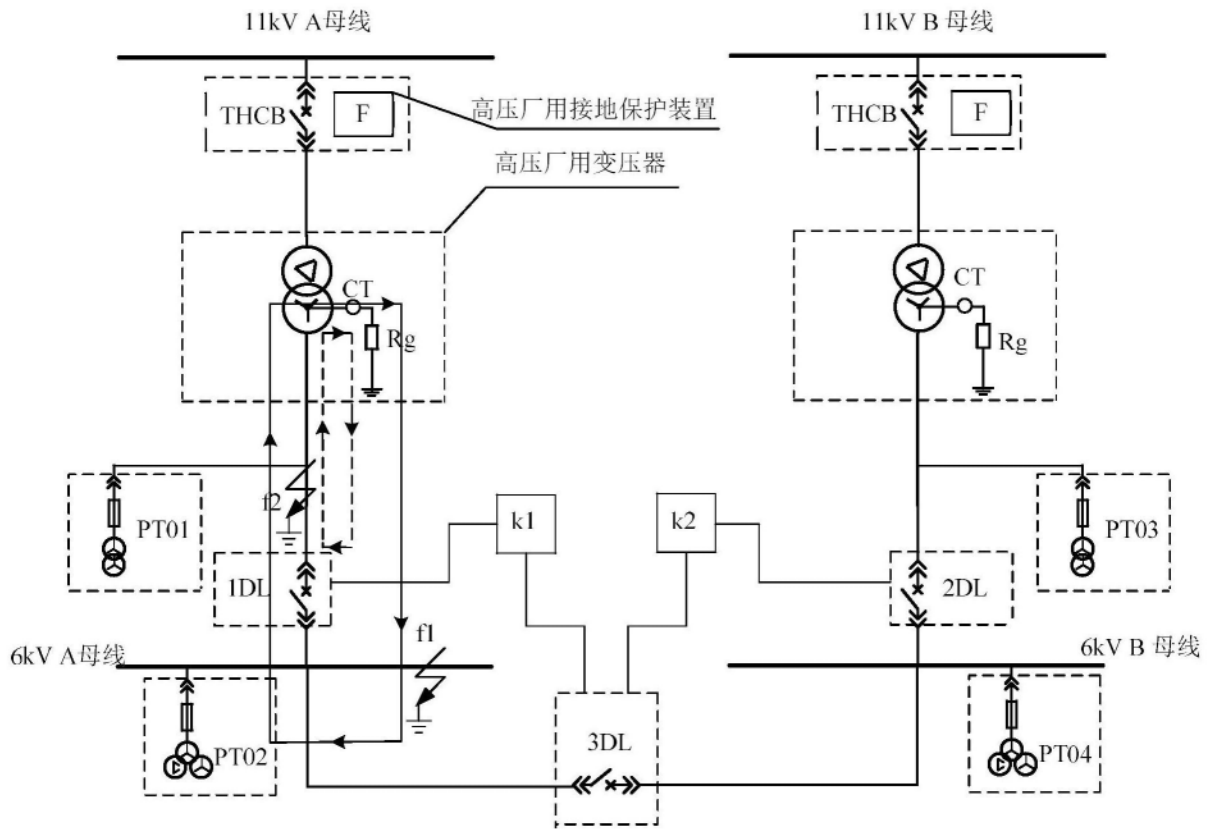 11kV A母线
11kV B 母线
THCB
F
高压厂用接地保护装置
THCB
F
高压厂用变压器
CT
Rg
CT
Rg
f2
PT01
k1
k2
PT03
1DL
2DL
f1
6kV A母线
6kV B 母线
PT02
3DL
PT04